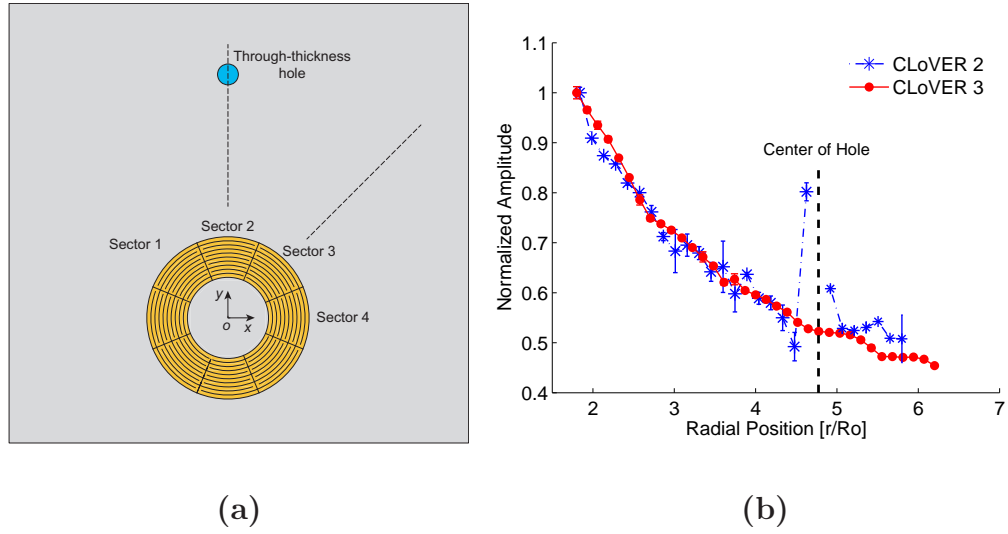 Through-thickness
hole
Sector 1
Sector 2
Sector 3
Sector 4
y
o
x
(a)
1.1
1
0.9
0.8
0.7
0.6
0.5
0.4
Normalized Amplitude
CLoVER 2
CLoVER 3
Center of Hole
2
3
4
5
6
7
Radial Position [r/Ro]
(b)